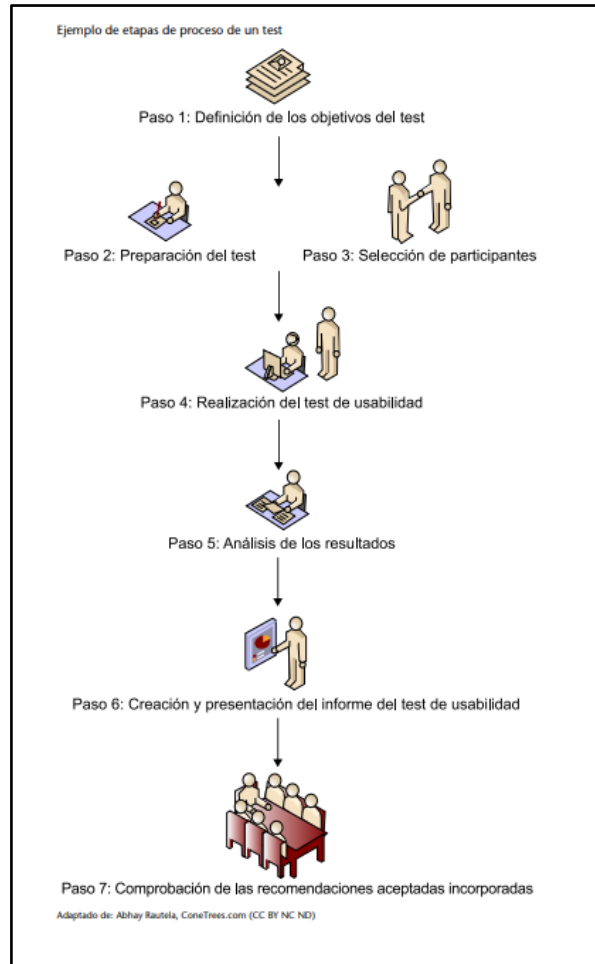 Ejemplo de etapas de proceso de un test
Paso 1: Definición de los objetivos del test
Paso 2: Preparación del test
Paso 3: Selección de participantes
Paso 4: Realización del test de usabilidad
Paso 5: Análisis de los resultados
Paso 6: Creación y presentación del informe del test de usabilidad
Paso 7: Comprobación de las recomendaciones aceptadas incorporadas
Adaptado de: Abhay Rautela, ConeTrees.com (CC BY NC ND)